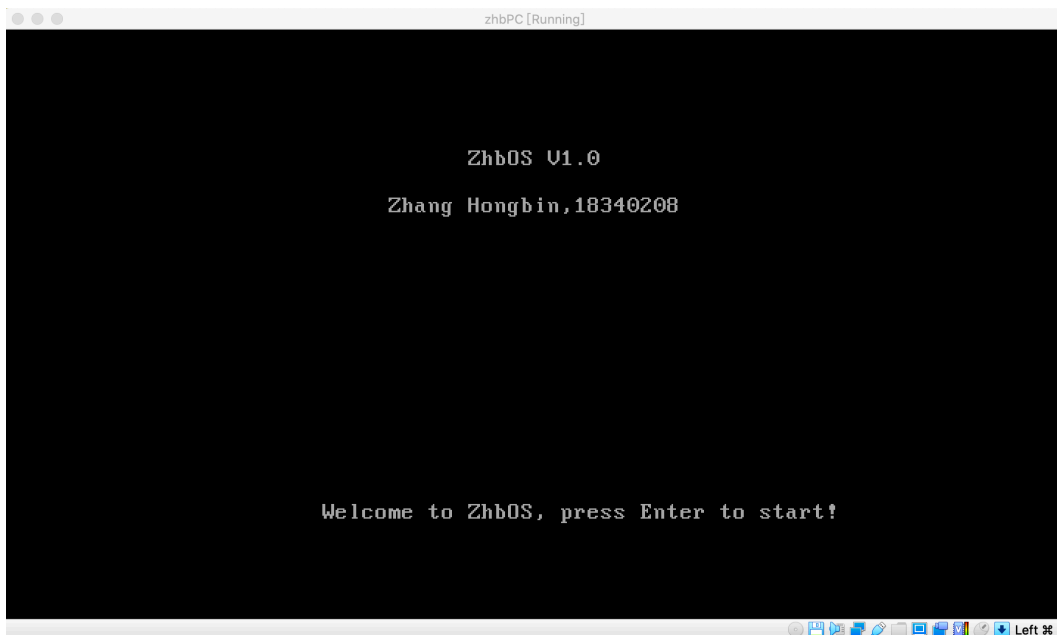 zhbPC [Running]
ZhbOS V1.0
Zhang Hongbin,18340208
Welcome to ZhbOS, press Enter to start!
Left ⌘